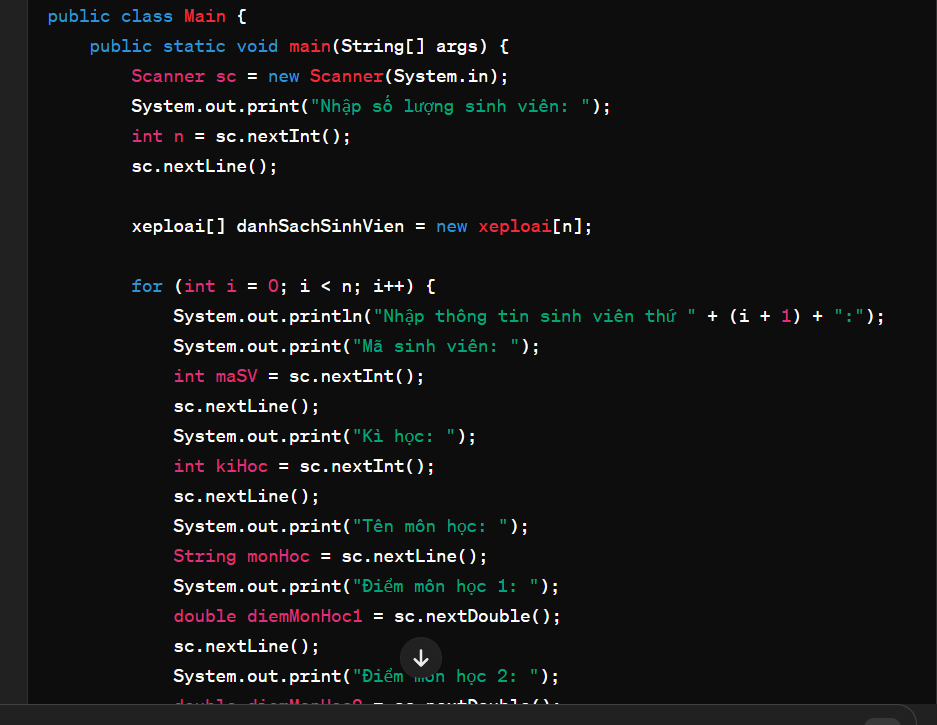 public class Main {
public static void main(String[] args) {
Scanner sc = new Scanner(System.in);
System.out.print("Nhập số lượng sinh viên: ");
int n = sc.nextInt();
sc.nextLine();
xeploai[] danhSachSinhVien = new xeploai[n];
for (int i = 0; i < n; i++) {
System.out.println("Nhập thông tin sinh viên thứ " + (i + 1) + ":");
System.out.print("Mã sinh viên: ");
int maSV = sc.nextInt();
sc.nextLine();
System.out.print("Kì học: ");
int kiHoc = sc.nextInt();
sc.nextLine();
System.out.print("Tên môn học: ");
String monHoc = sc.nextLine();
System.out.print("Điểm môn học 1: ");
double diemMonHoc1 = sc.nextDouble();
sc.nextLine();
System.out.print("Điểm môn học 2: ");